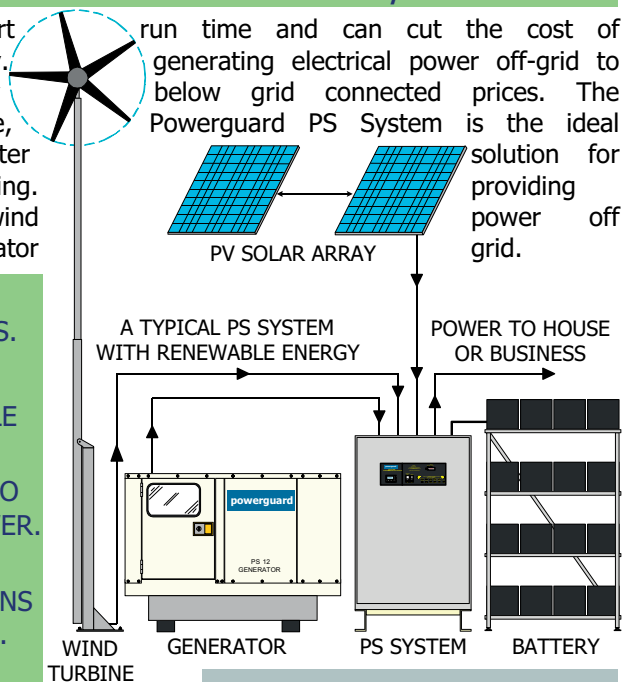 run time and can cut the cost of
generating electrical power off-grid to
below grid connected prices. The
Powerguard PS System is the ideal
solution for
providing
power off
grid.
PV SOLAR ARRAY
A TYPICAL PS SYSTEM
WITH RENEWABLE ENERGY
POWER TO HOUSE
OR BUSINESS
powerguard
PS 12
GENERATOR
WIND
TURBINE
GENERATOR
PS SYSTEM
BATTERY